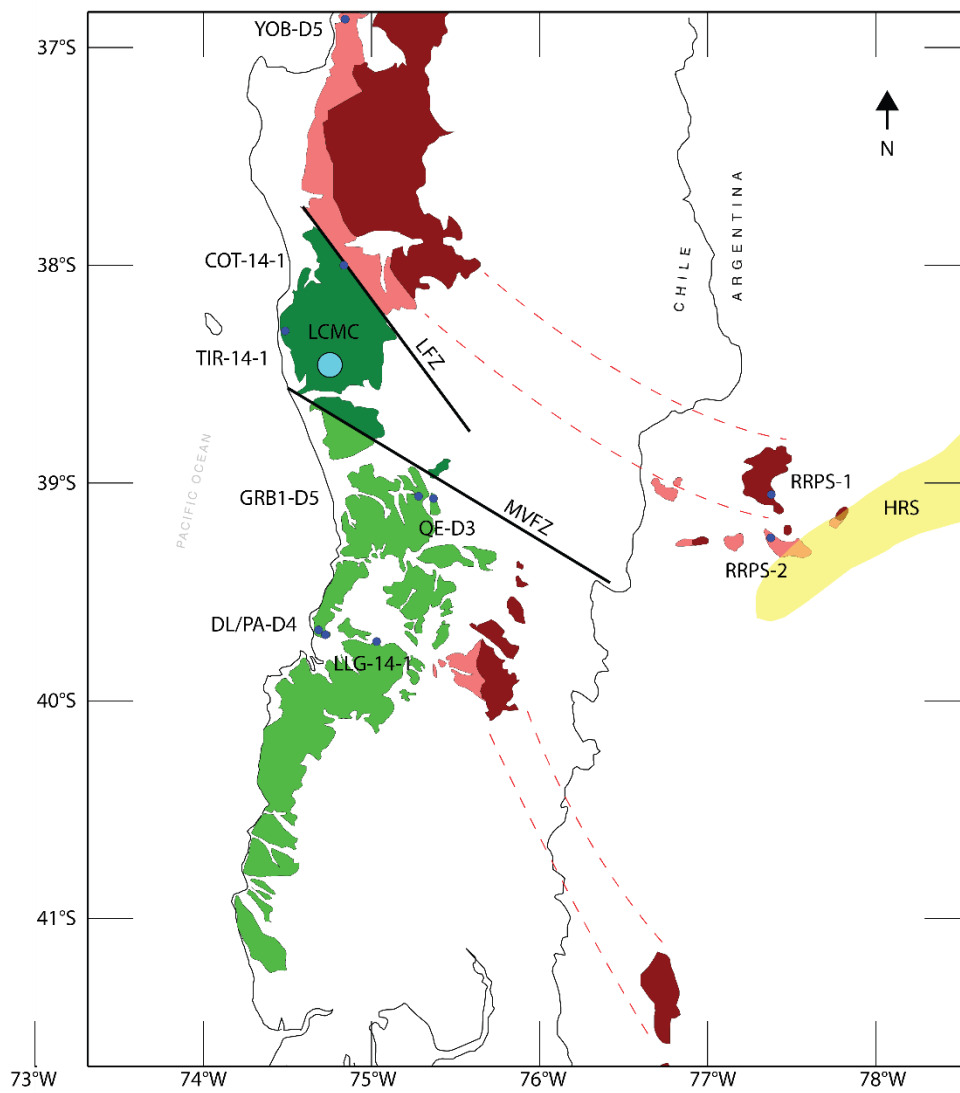 YOB-D5
37°S
N
CHILE
ARGENTINA
COT-14-1
38°S
LCMC
TIR-14-1
LFZ
PACIFIC OCEAN
39°S
GRB1-D5
QE-D3
MVFZ
RRPS-1
HRS
RRPS-2
DL/PA-D4
LLG-14-1
40°S
41°S
73°W
74°W
75°W
76°W
77°W
78°W